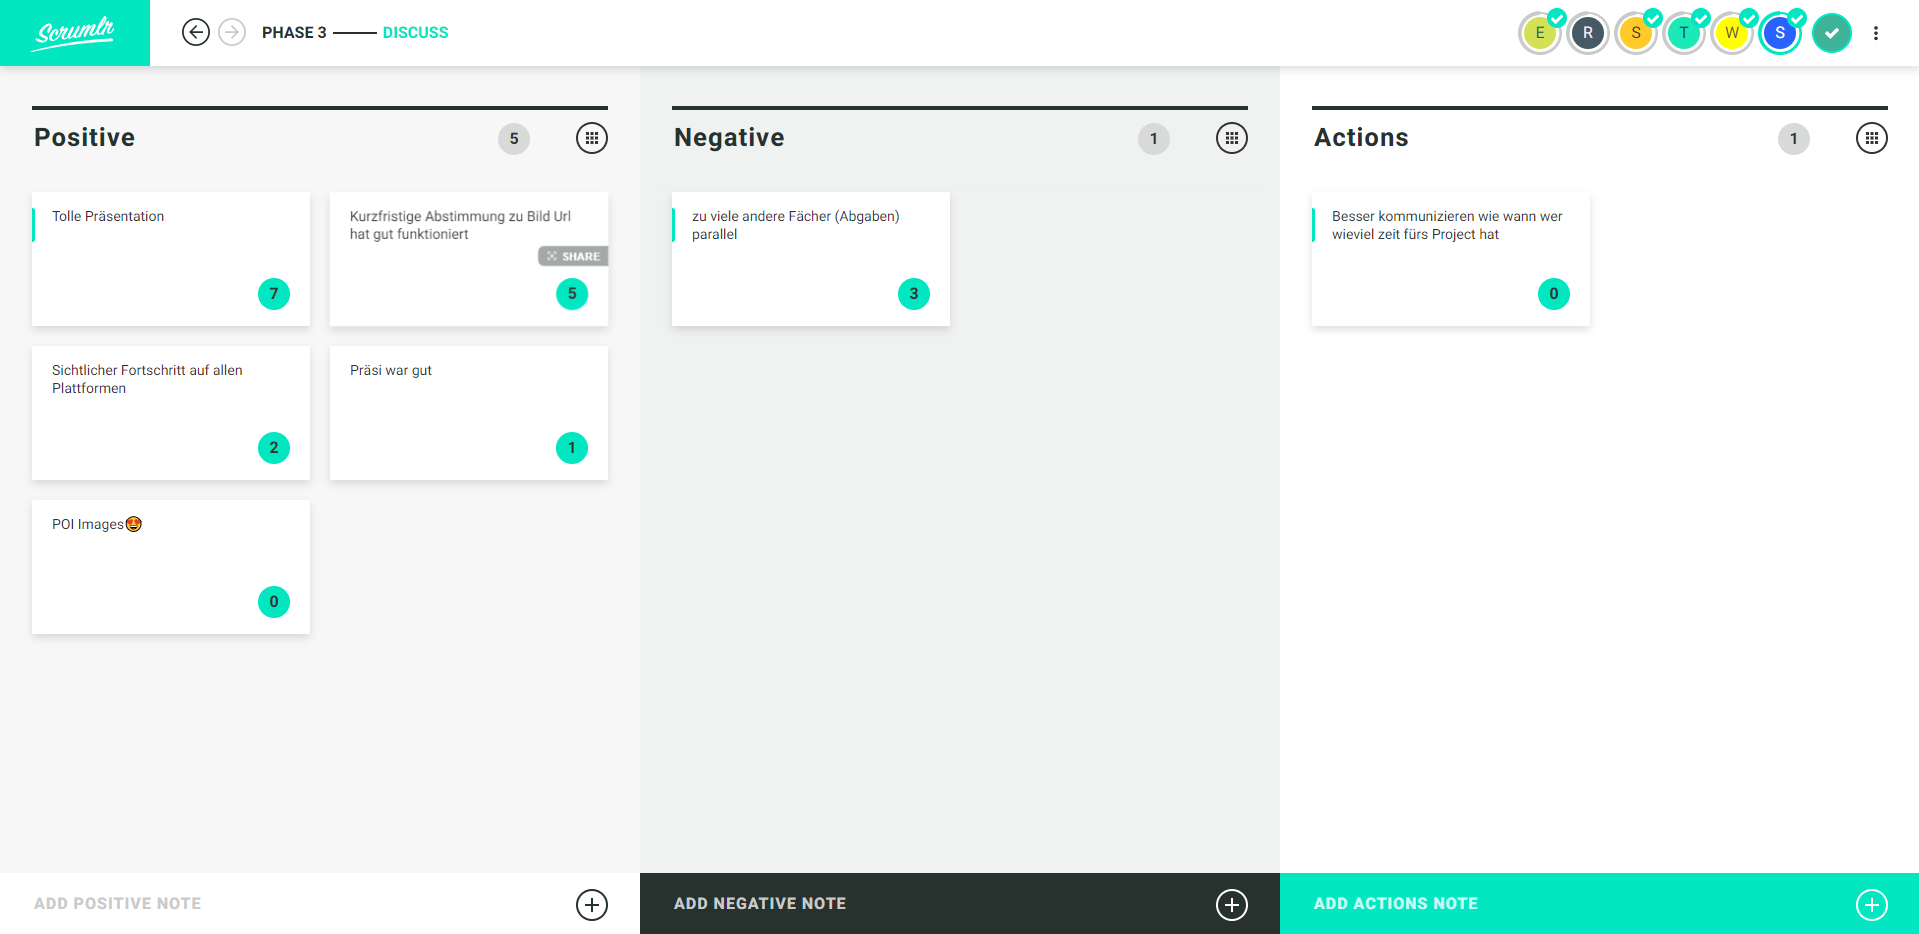 Scrumlr
PHASE 3 DISCUSS
E R S T W S
Positive 5
Tolle Präsentation
7
Kurzfristige Abstimmung zu Bild Url
hat gut funktioniert
SHARE
5
Sichtlicher Fortschritt auf allen
Plattformen
2
Präsi war gut
1
POI Images🤩
0
ADD POSITIVE NOTE
Negative 1
zu viele andere Fächer (Abgaben)
parallel
3
ADD NEGATIVE NOTE
Actions 1
Besser kommunizieren wie wann wer
wieviel zeit fürs Project hat
0
ADD ACTIONS NOTE